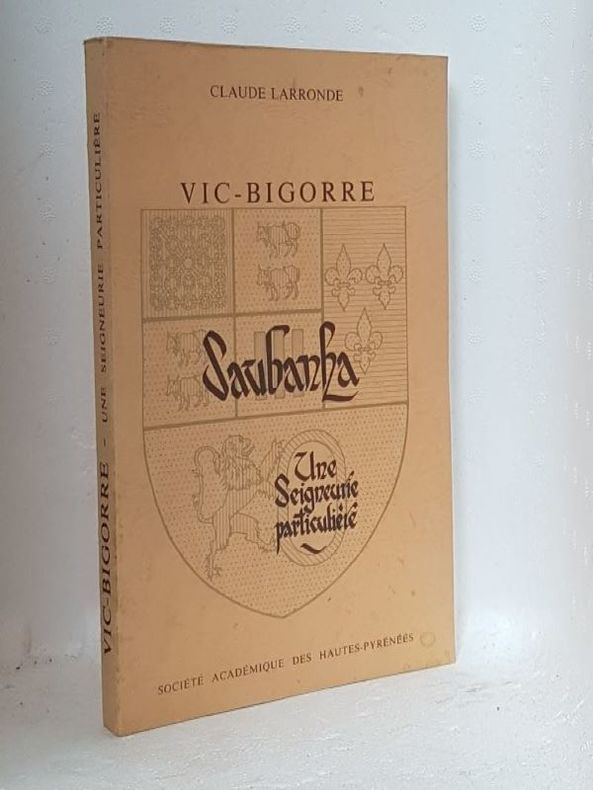 CLAUDE LARRONDE
VIC-BIGORRE
Saubanha
Une
Seigneurie
particulière
SOCIÉTÉ ACADÉMIQUE DES HAUTES-PYRÉNÉES
VIC-BIGORRE - UNE SEIGNEURIE PARTICULIÈRE